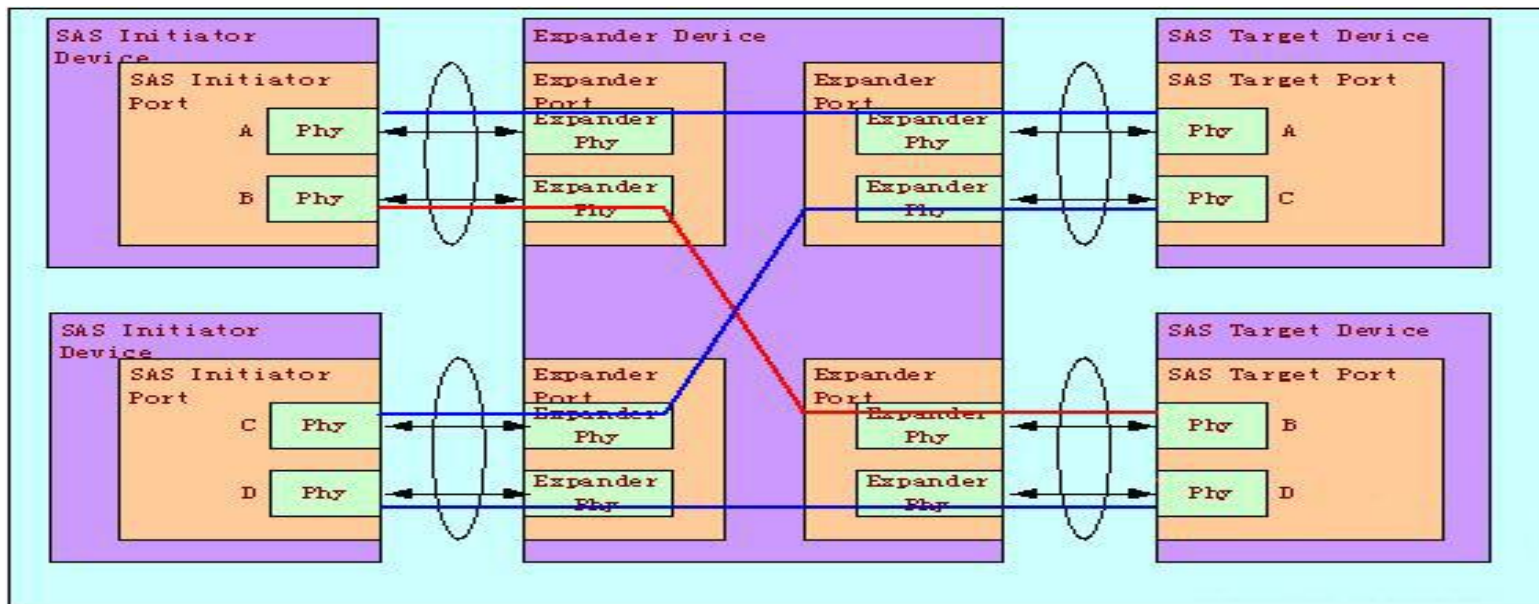 SAS Initiator
Device
SAS Initiator
Port
A
Phy
B
Phy
Expander Device
Expander
Port
Expander
Phy
Expander
Phy
Expander
Port
Expander
Phy
Expander
Phy
SAS Target Device
SAS Target Port
Phy
A
Phy
C
SAS Initiator
Device
SAS Initiator
Port
C
Phy
D
Phy
Expander
Port
Expander
Phy
Expander
Phy
Expander
Port
Expander
Phy
Expander
Phy
SAS Target Device
SAS Target Port
Phy
B
Phy
D